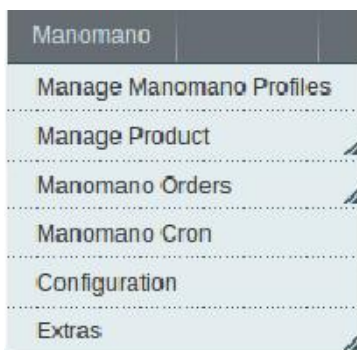 Manomano
Manage Manomano Profiles
Manage Product
Manomano Orders
Manomano Cron
Configuration
Extras